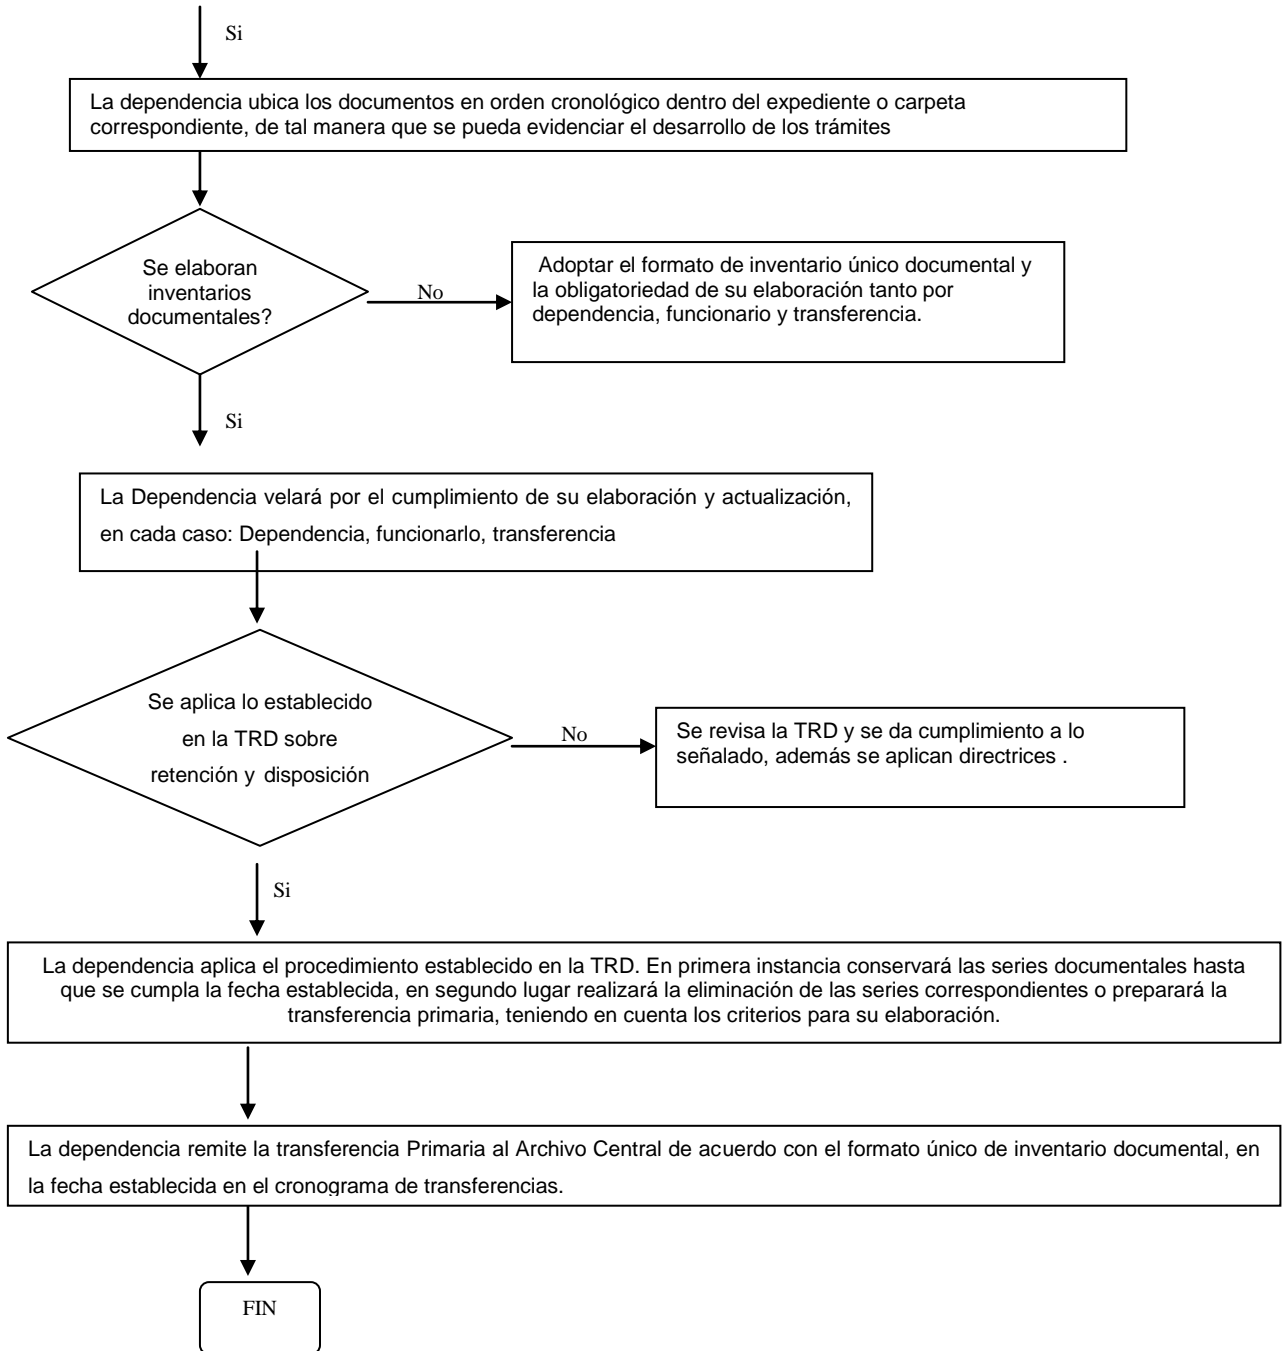 Si
La dependencia ubica los documentos en orden cronológico dentro del expediente o carpeta
correspondiente, de tal manera que se pueda evidenciar el desarrollo de los trámites
Se elaboran
inventarios
documentales?
No
Adoptar el formato de inventario único documental y
la obligatoriedad de su elaboración tanto por
dependencia, funcionario y transferencia.
Si
La Dependencia velará por el cumplimiento de su elaboración y actualización,
en cada caso: Dependencia, funcionarlo, transferencia
Se aplica lo establecido
en la TRD sobre
retención y disposición
No
Se revisa la TRD y se da cumplimiento a lo
señalado, además se aplican directrices .
Si
La dependencia aplica el procedimiento establecido en la TRD. En primera instancia conservará las series documentales hasta
que se cumpla la fecha establecida, en segundo lugar realizará la eliminación de las series correspondientes o preparará la
transferencia primaria, teniendo en cuenta los criterios para su elaboración.
La dependencia remite la transferencia Primaria al Archivo Central de acuerdo con el formato único de inventario documental, en
la fecha establecida en el cronograma de transferencias.
FIN